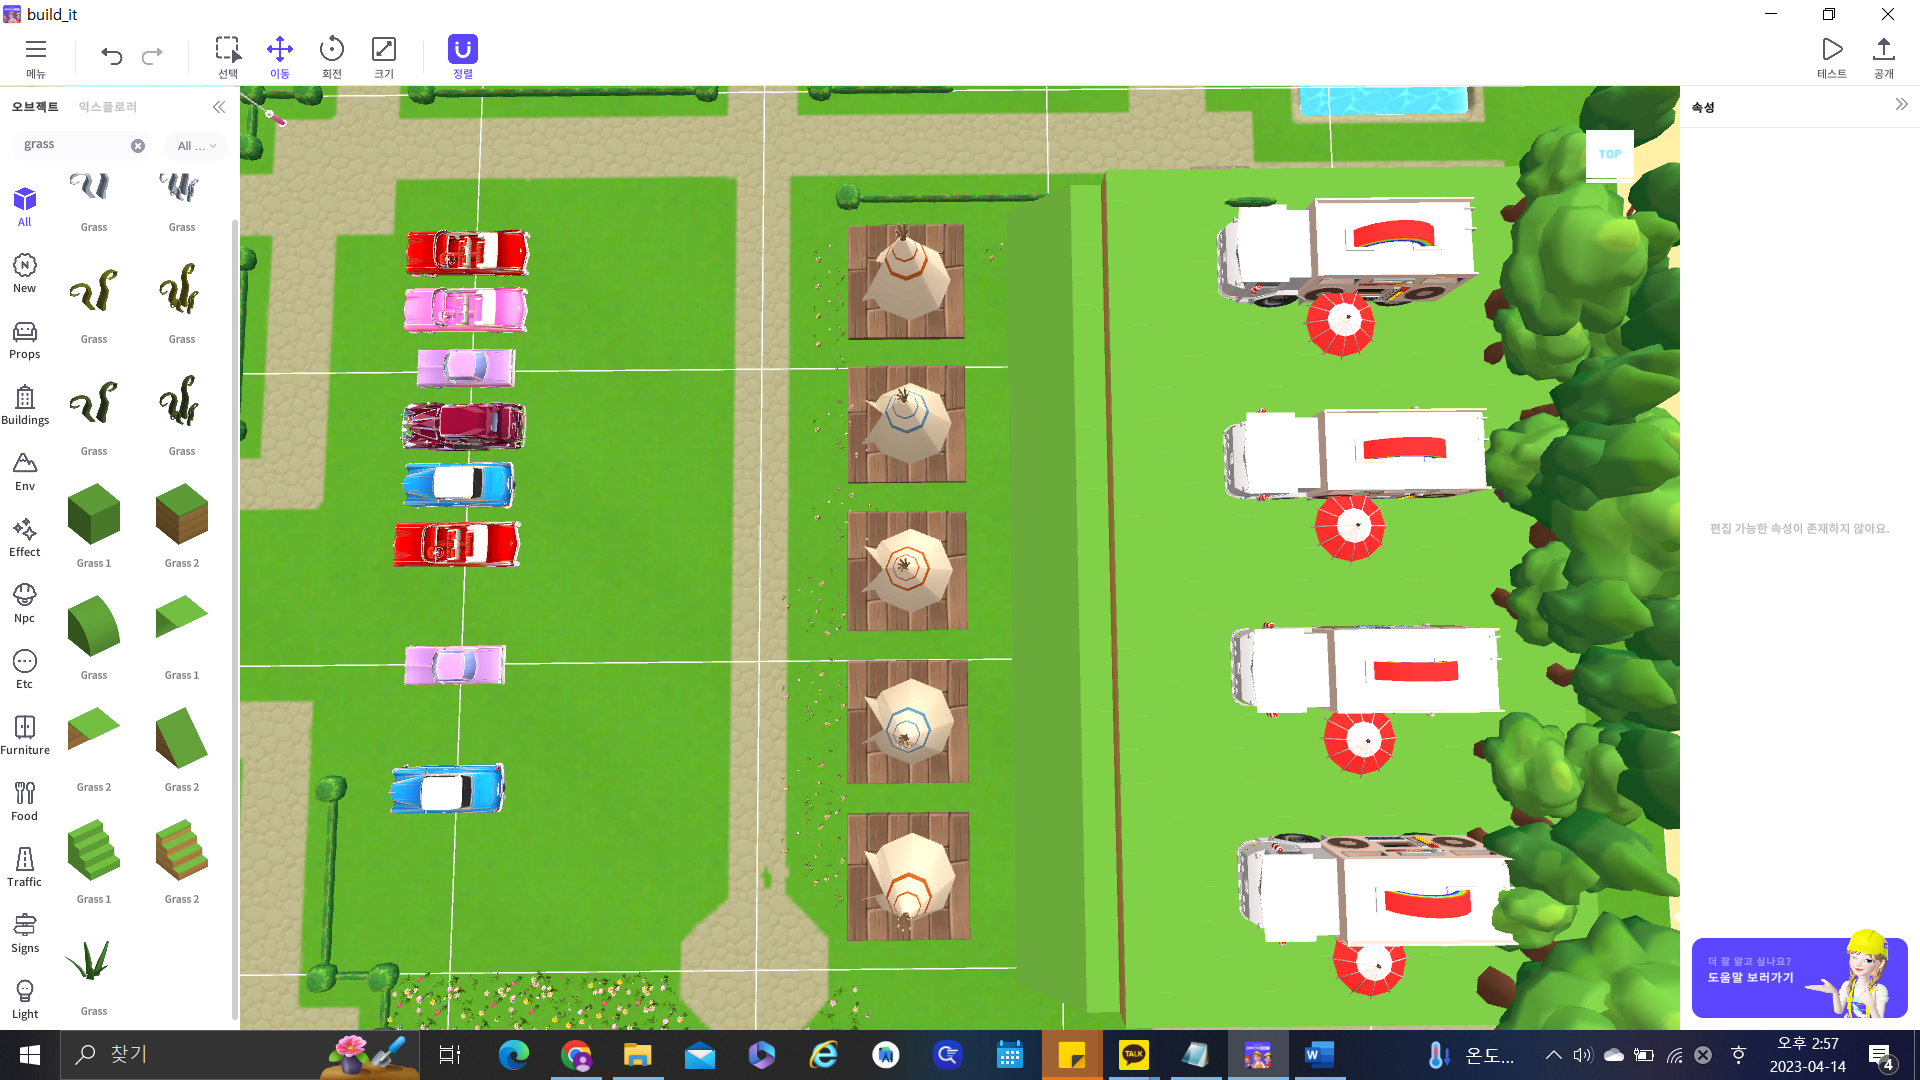 build_it
메뉴
선택
이동
회전
크기
정렬
테스트
공개
오브젝트
익스플로러
grass
All ...
All
New
Props
Buildings
Env
Effect
Npc
Etc
Furniture
Food
Traffic
Signs
Light
Grass
Grass
Grass
Grass
Grass
Grass
Grass 1
Grass 2
Grass
Grass 1
Grass 2
Grass 2
Grass 1
Grass 2
Grass
TOP
속성
편집 가능한 속성이 존재하지 않아요.
더 잘 알고 싶나요?
도움말 보러가기
찾기
TALK
온도...
오후 2:57
2023-04-14
4